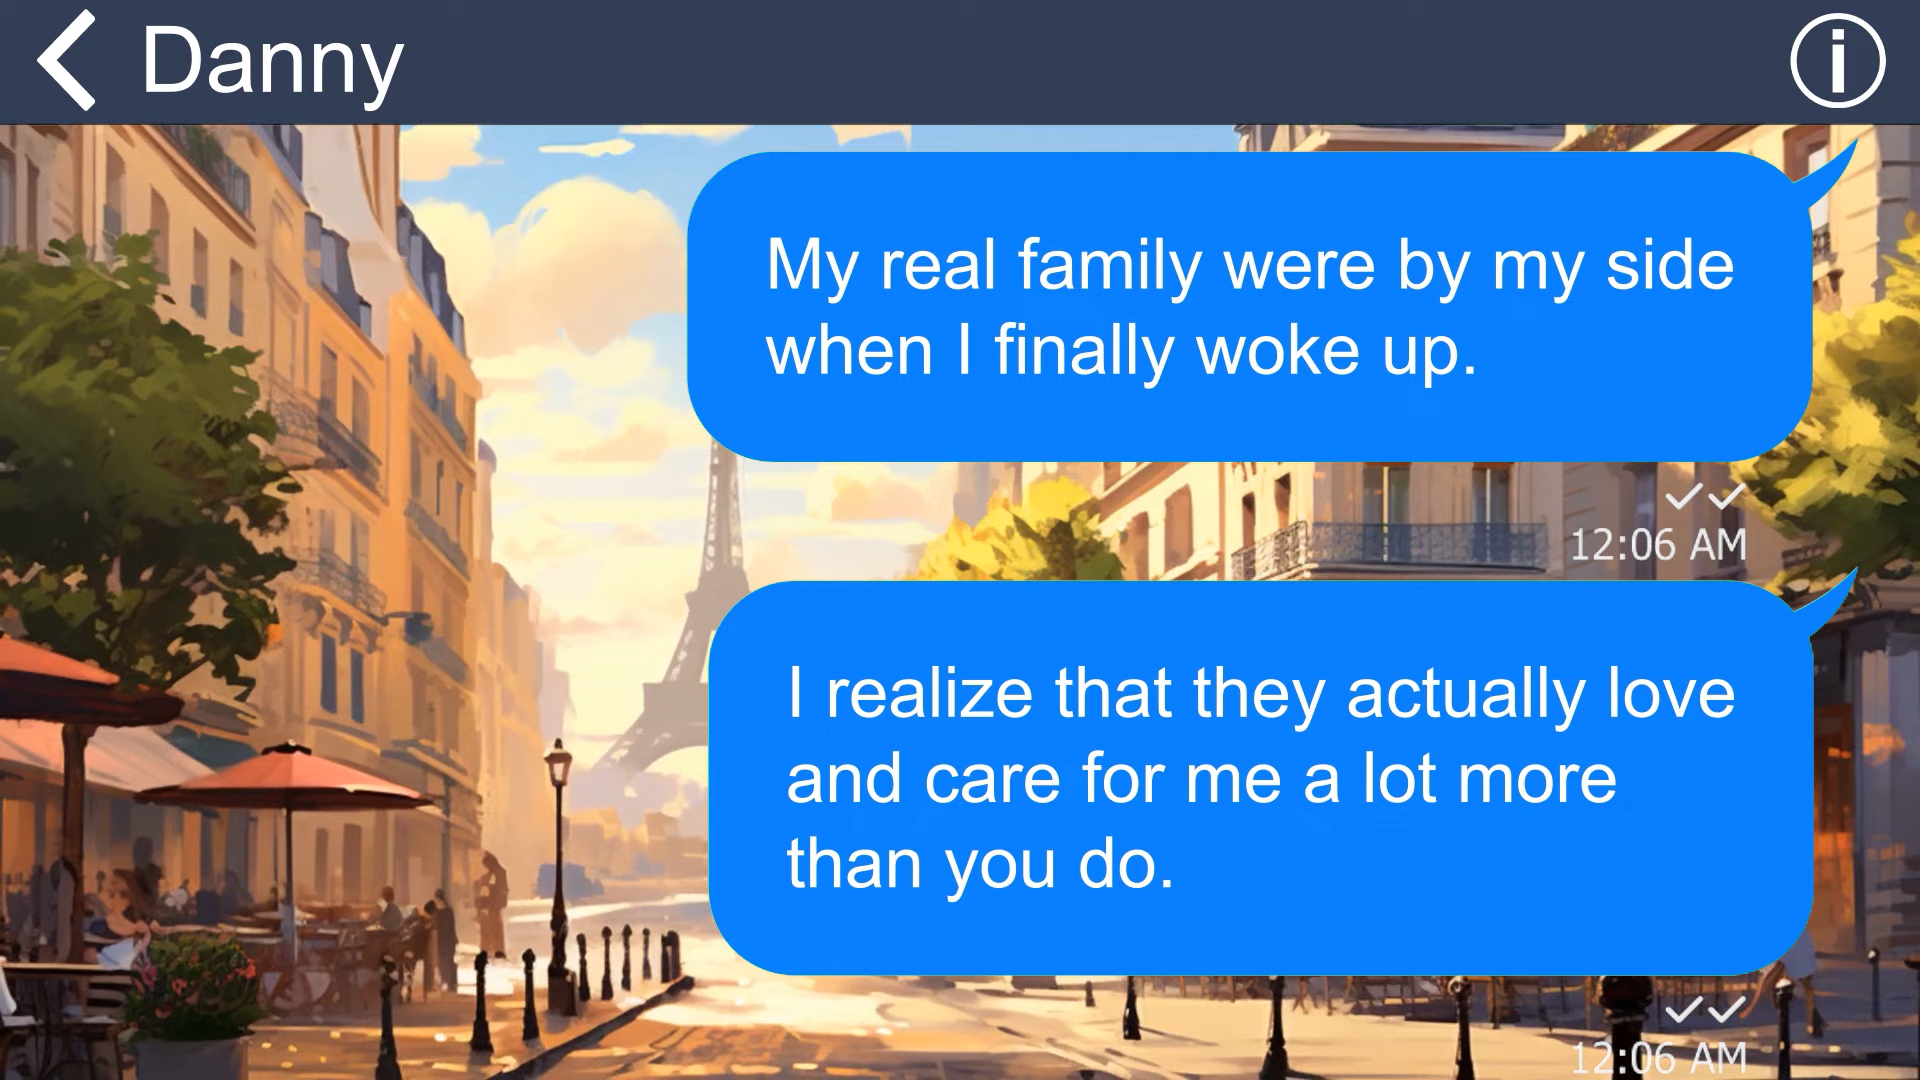 Danny
My real family were by my side
when I finally woke up.
12:06 AM
I realize that they actually love
and care for me a lot more
than you do.
12:06 AM